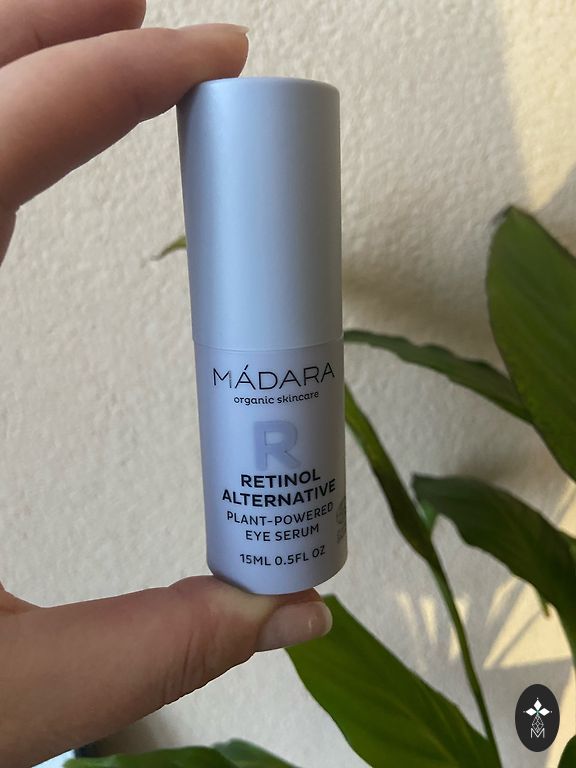 MÁDARA
organic skincare
R
RETINOL
ALTERNATIVE
PLANT-POWERED
EYE SERUM
15ML 0.5FL OZ
M